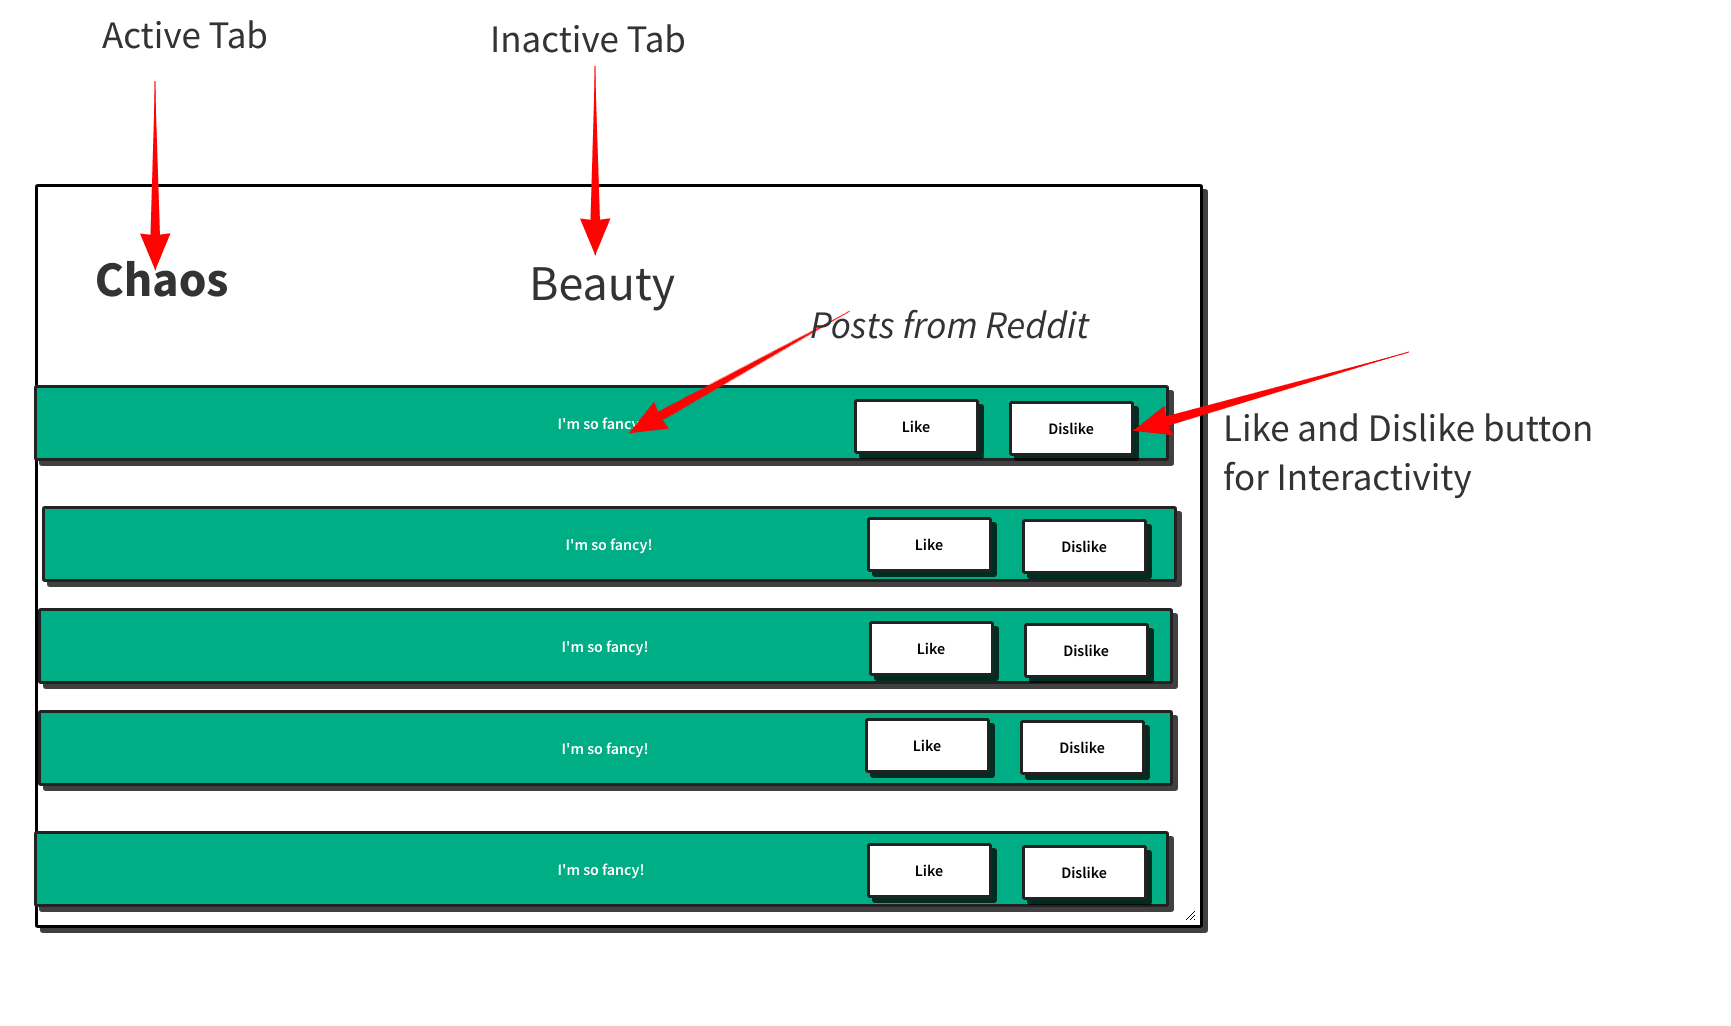 Active Tab
Inactive Tab
Chaos
Beauty
Posts from Reddit
I'm so fancy
Like
Dislike
Like and Dislike button
for Interactivity
I'm so fancy!
Like
Dislike
I'm so fancy!
Like
Dislike
I'm so fancy!
Like
Dislike
I'm so fancy!
Like
Dislike